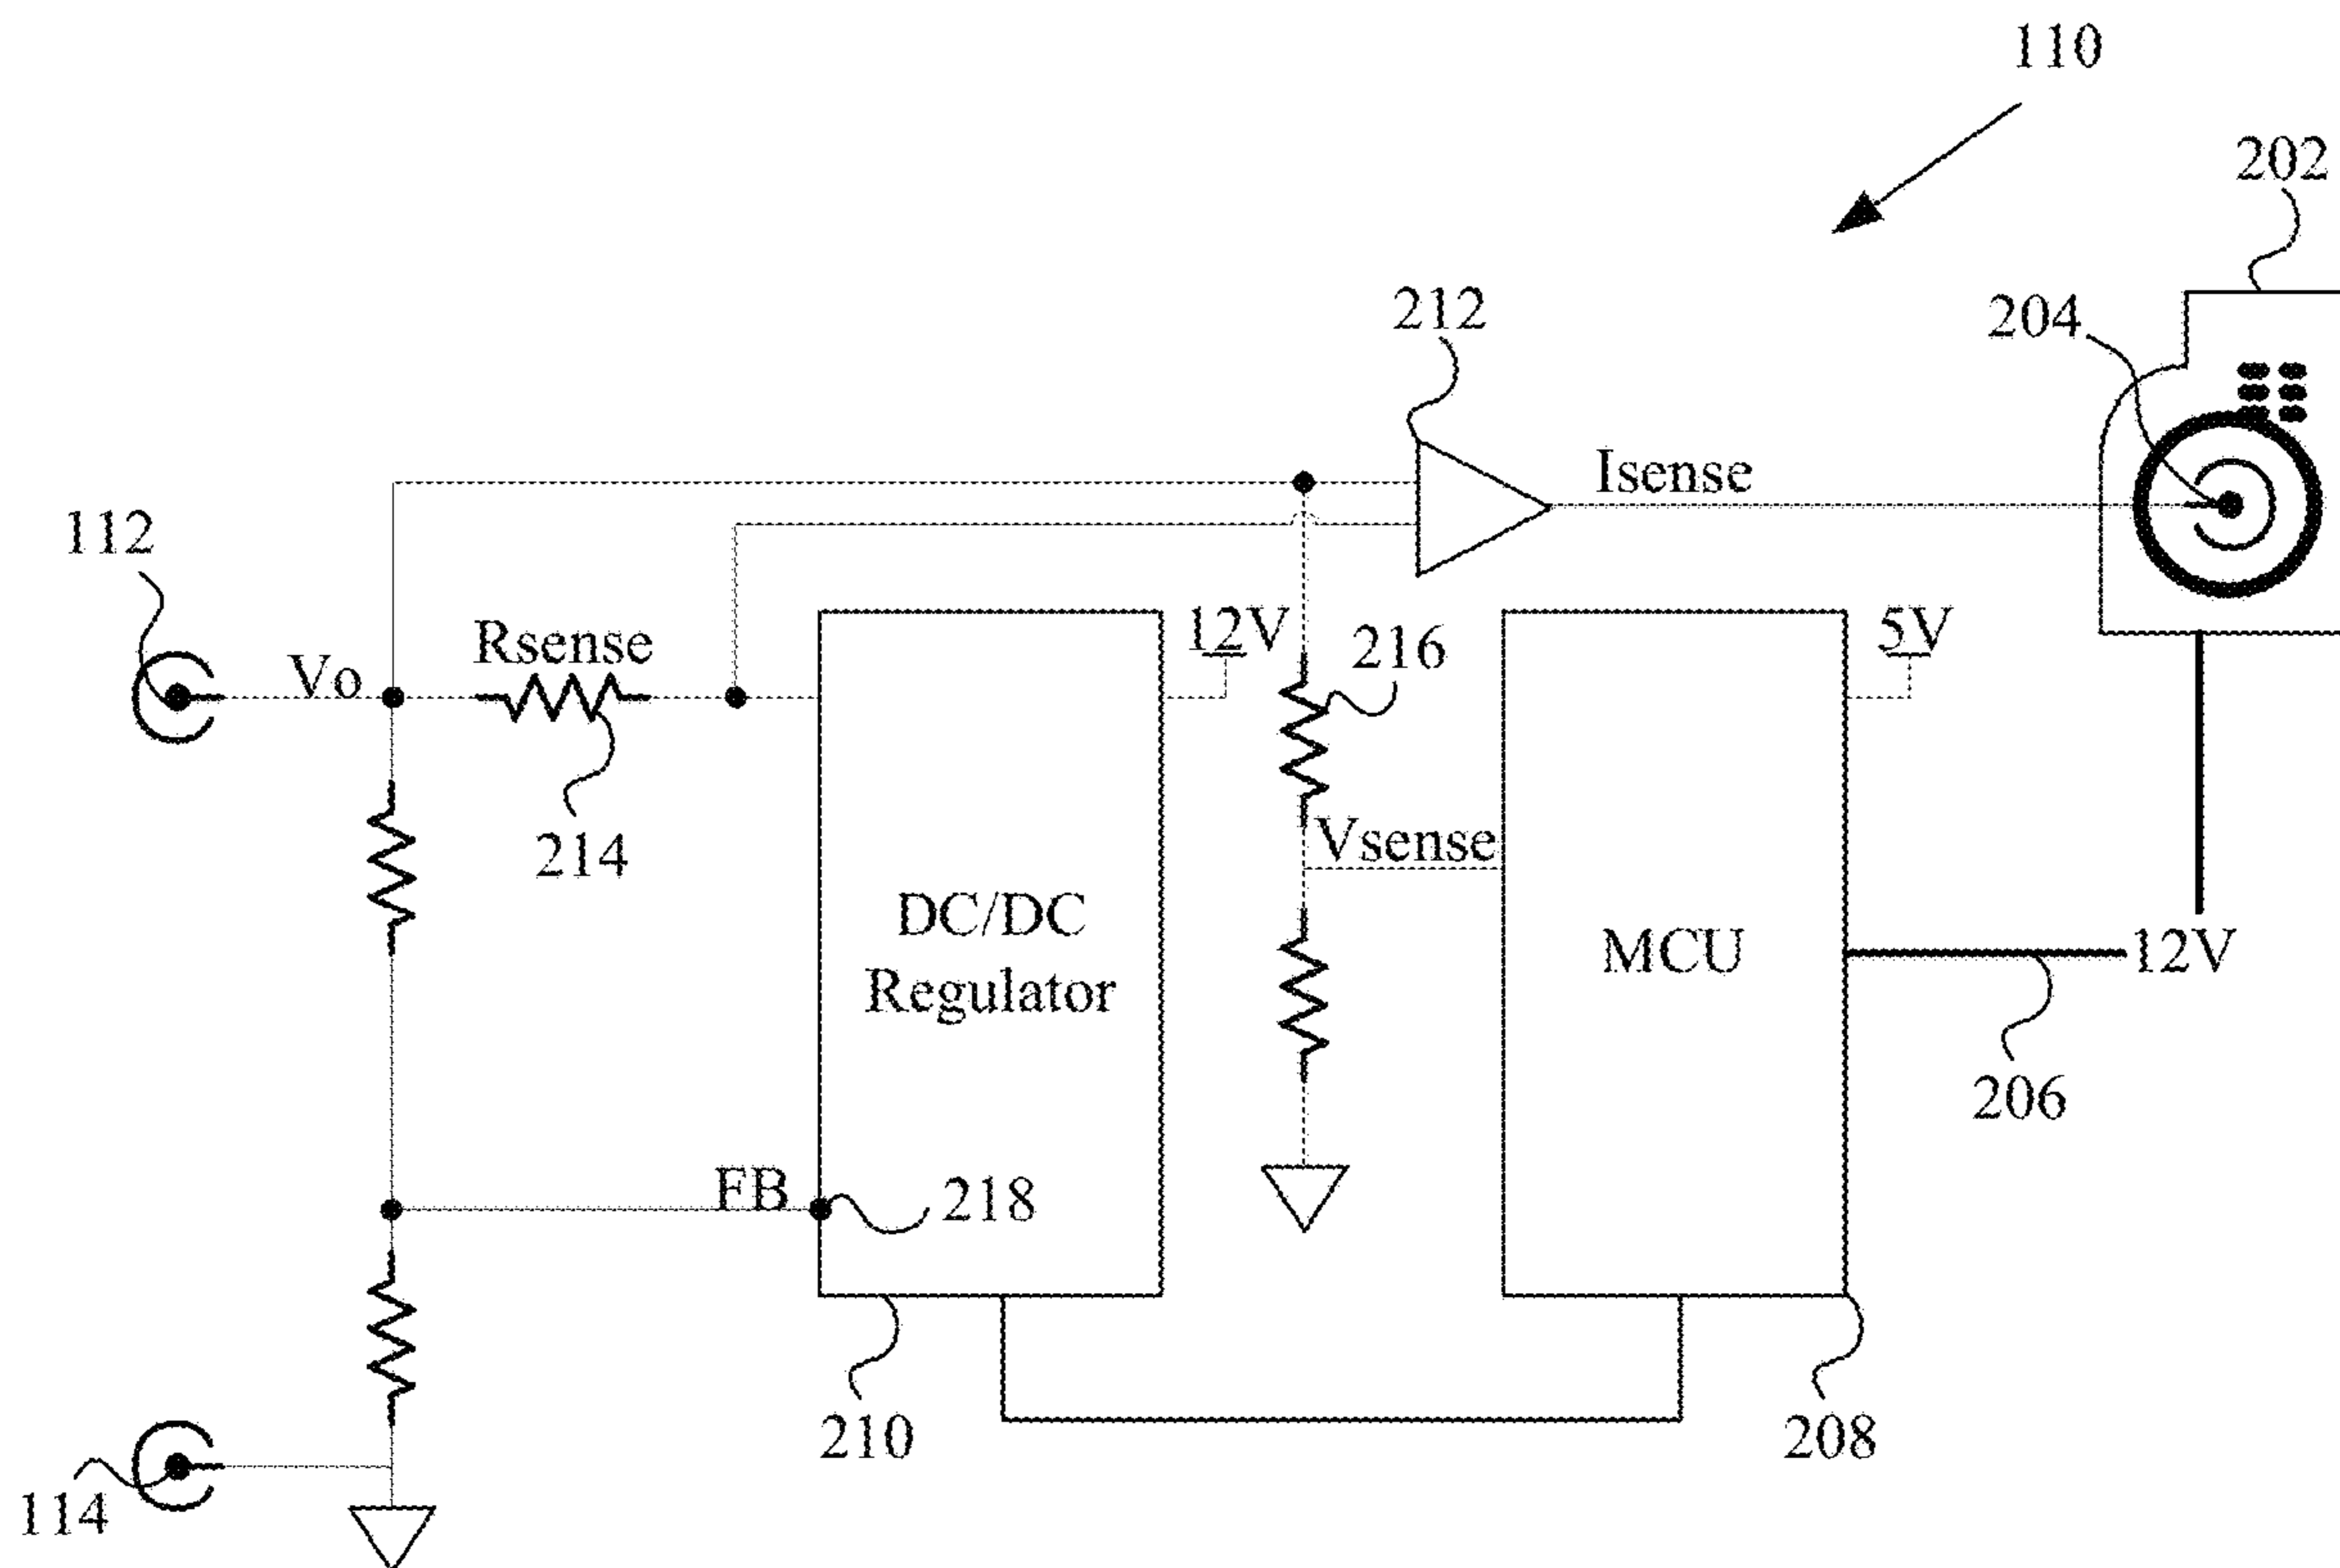 110
202
212
204
Isense
112
12V
5V
Rsense
216
Vo
Vsense
214
DC/DC
Regulator
MCU
12V
206
FB
218
210
208
114